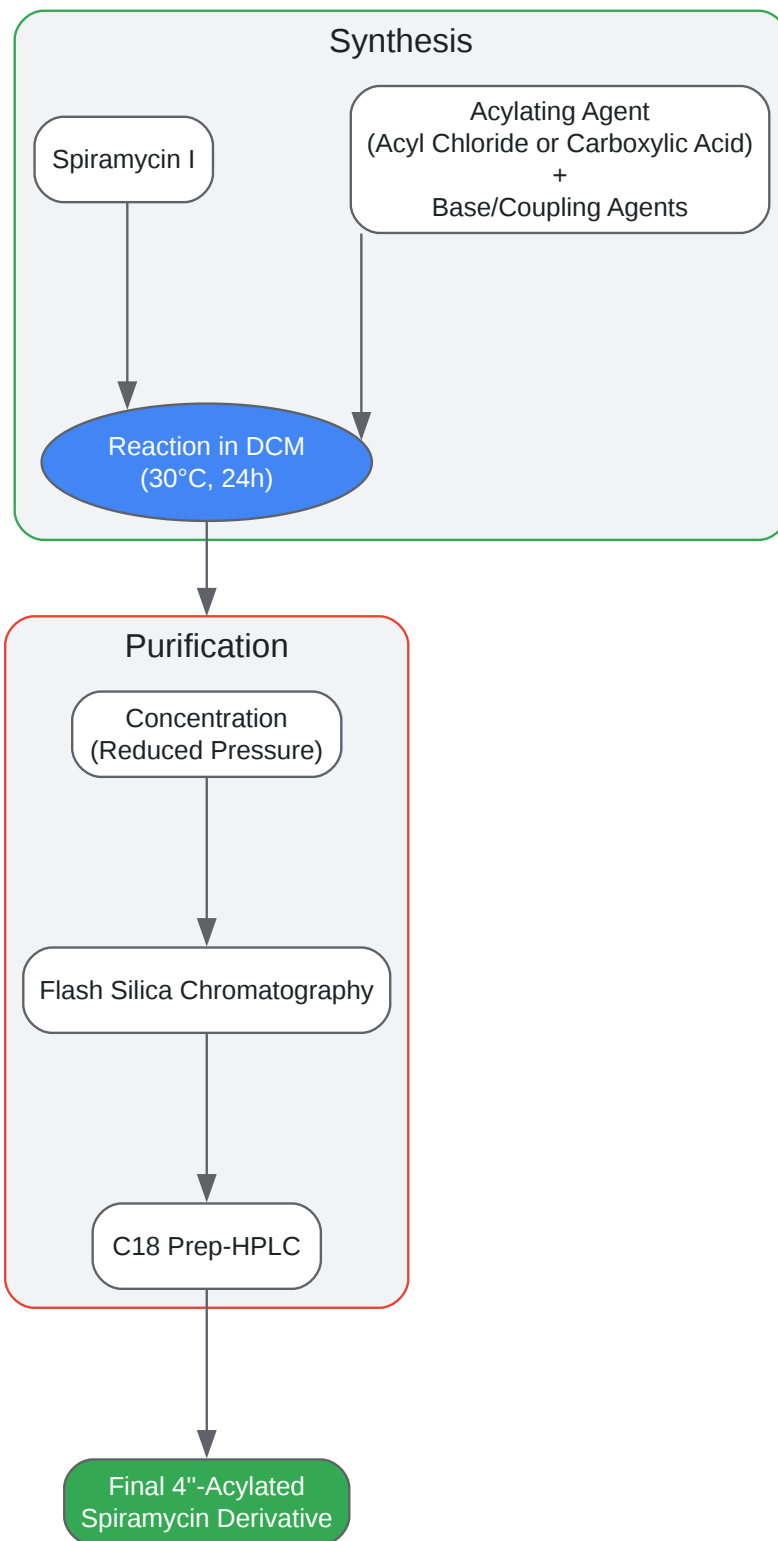 Synthesis
Spiramycin I
Acylating Agent
(Acyl Chloride or Carboxylic Acid)
+
Base/Coupling Agents
Reaction in DCM
(30°C, 24h)
Purification
Concentration
(Reduced Pressure)
Flash Silica Chromatography
C18 Prep-HPLC
Final 4''-Acylated
Spiramycin Derivative